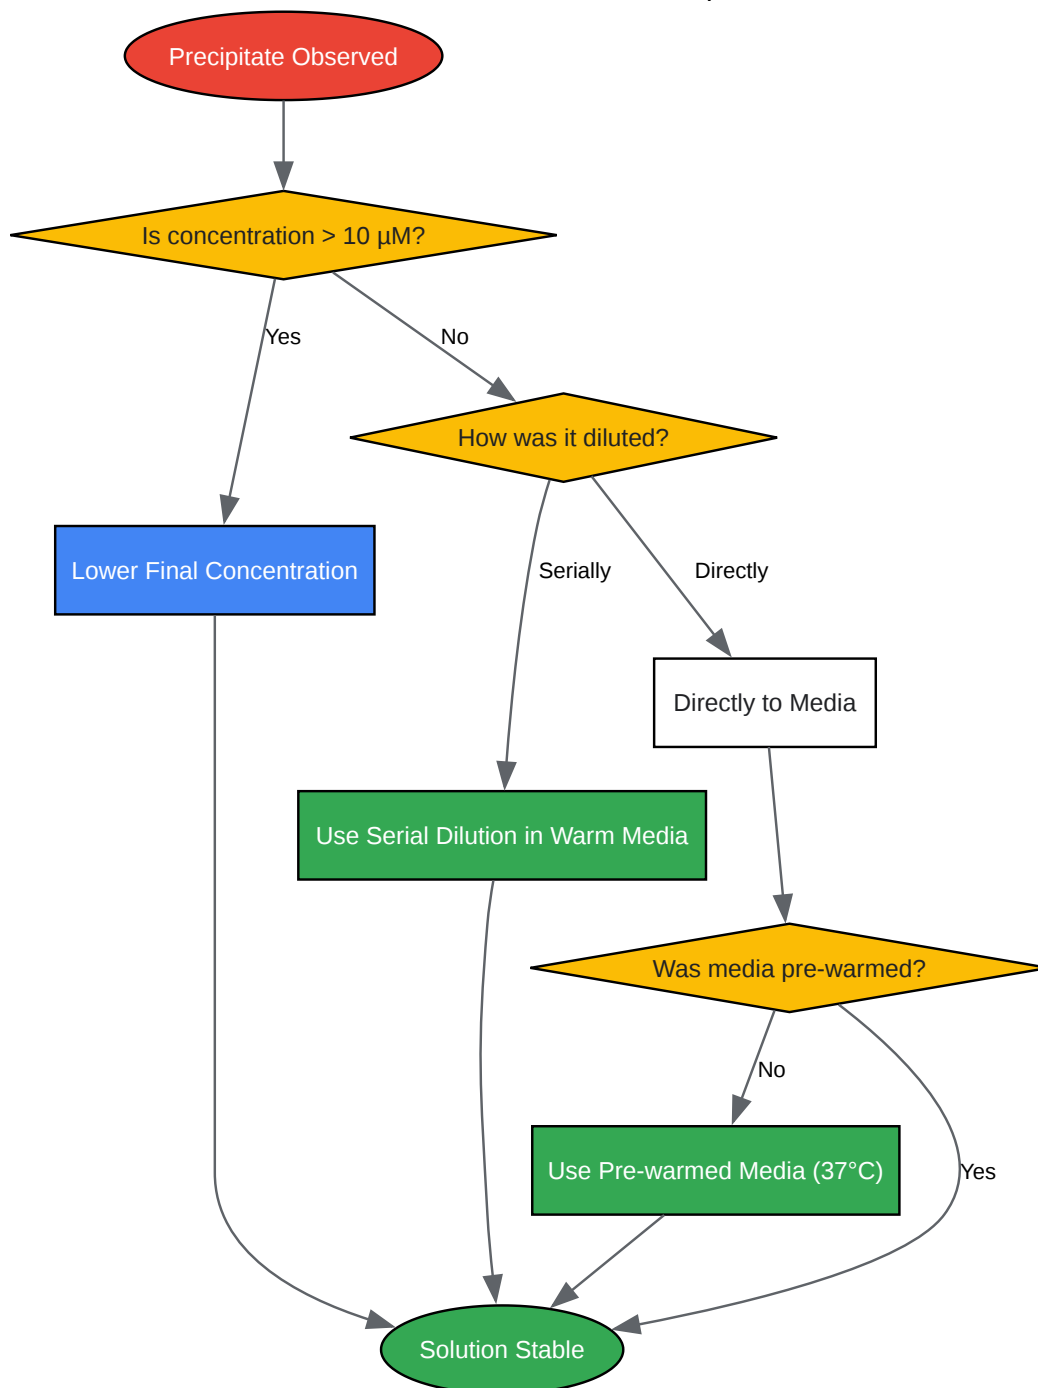 Precipitate Observed
Is concentration > 10 µM?
Yes
No
How was it diluted?
Lower Final Concentration
Serially
Directly
Directly to Media
Use Serial Dilution in Warm Media
Was media pre-warmed?
No
Use Pre-warmed Media (37°C)
Yes
Solution Stable